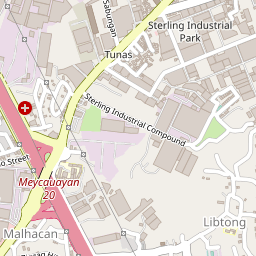 Sabungan
Sterling Industrial
Park
Tunas
Sterling Industrial Compound
Street
Meycauayan
20
Libtong
Malhacan